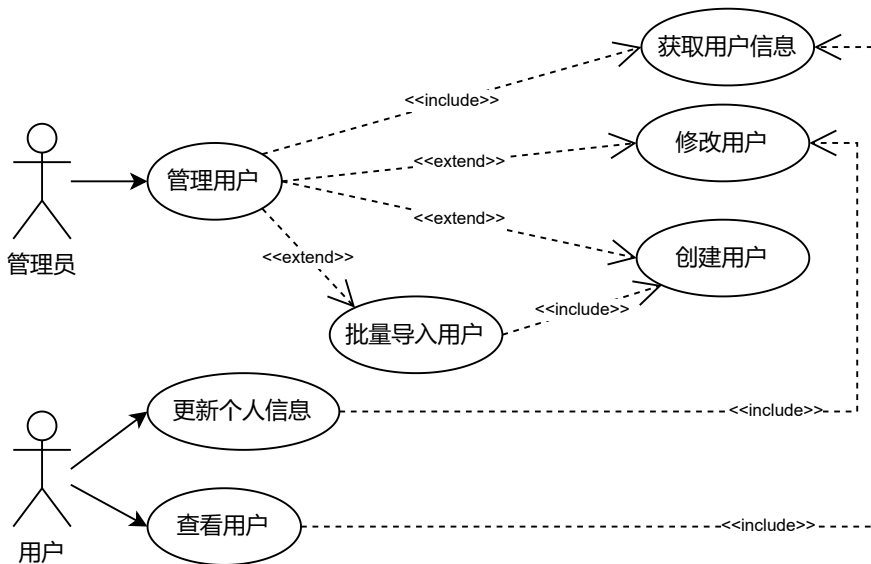 获取用户信息
<<include>>
修改用户
<<extend>>
管理用户
<<extend>>
创建用户
管理员
<<extend>>
<<include>>
批量导入用户
更新个人信息
<<include>>
查看用户
<<include>>
用户